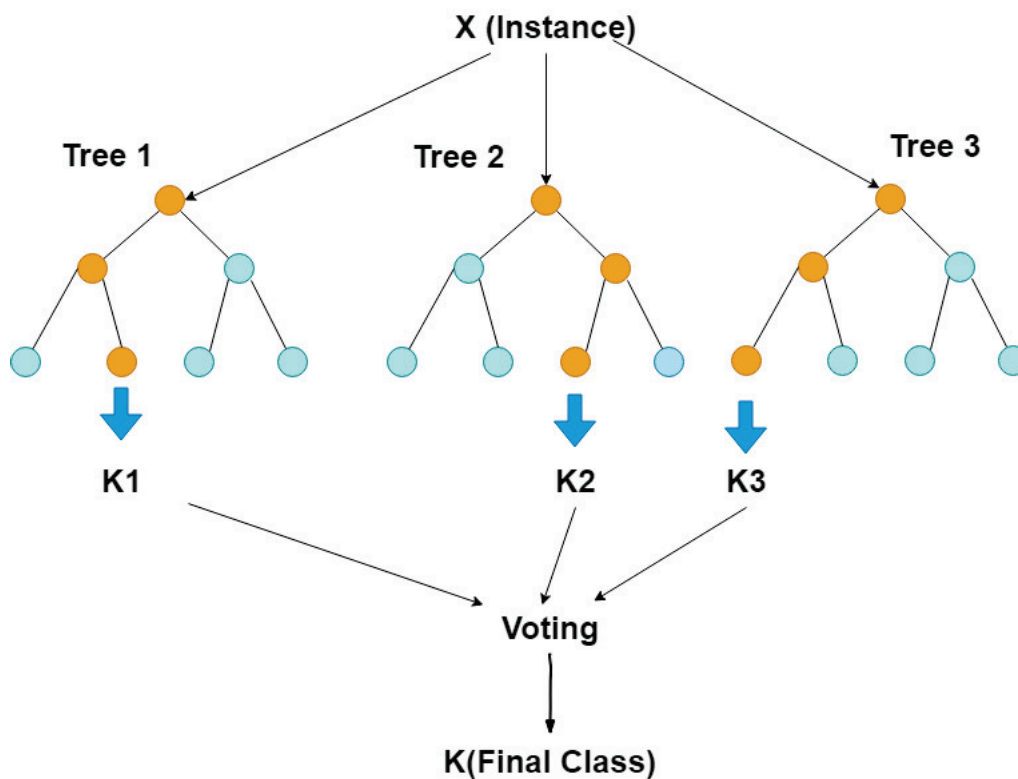 X (Instance)
Tree 1
Tree 2
Tree 3
K1
K2
K3
Voting
K(Final Class)